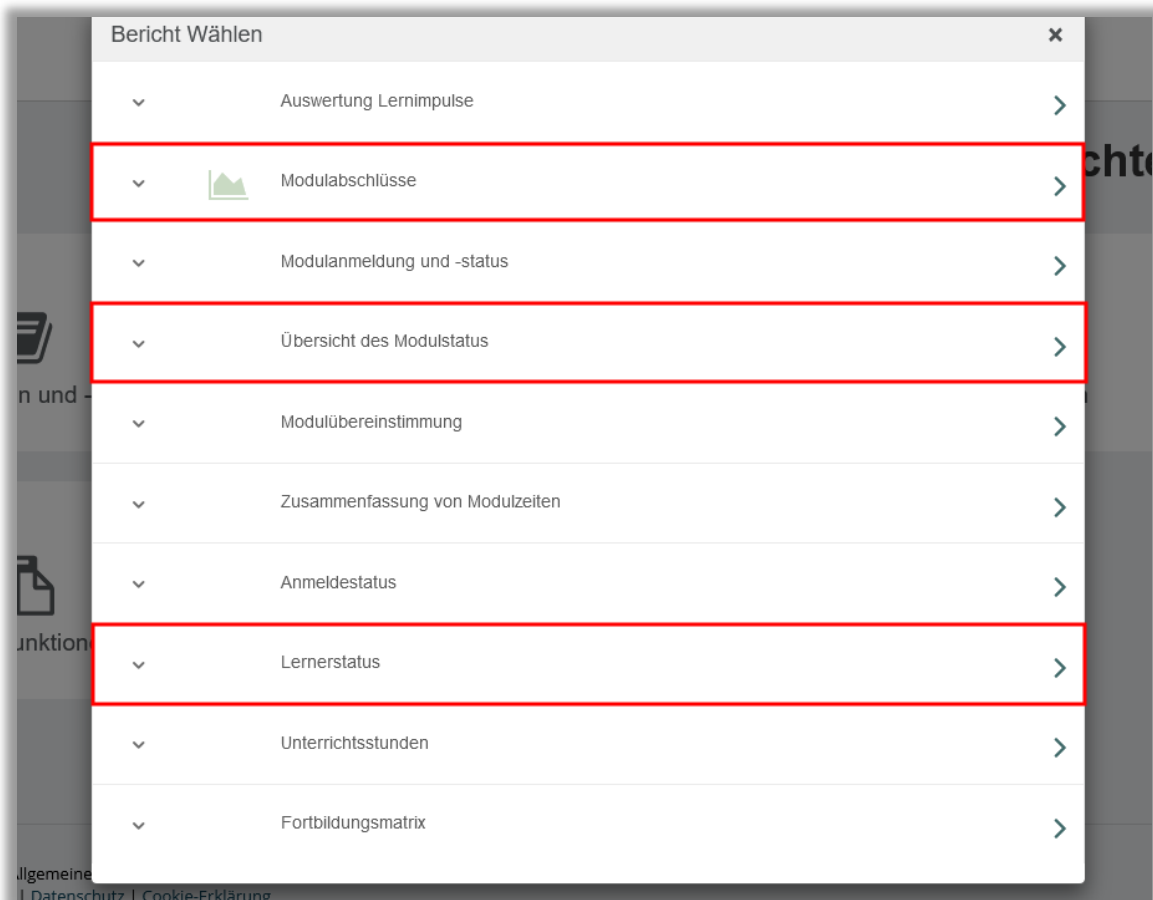 Bericht Wählen
Auswertung Lernimpulse
Modulabschlüsse
Modulanmeldung und -status
Übersicht des Modulstatus
n und -
Modulübereinstimmung
Zusammenfassung von Modulzeiten
Anmeldestatus
Lernerstatus
Unterrichtsstunden
Fortbildungsmatrix
| Datenschutz | Cookie-Erklärung